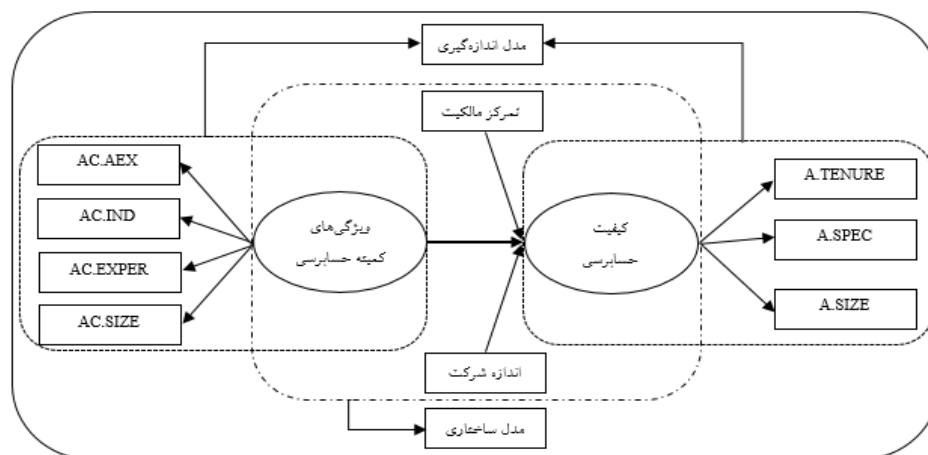 مدل اندازه‌گیری
تمرکز مالکیت
AC.AEX
AC.IND
AC.EXPER
AC.SIZE
ویژگی‌های
کمیته حسابرسی
کیفیت
حسابرسی
A.TENURE
A.SPEC
A.SIZE
اندازه شرکت
مدل ساختاری